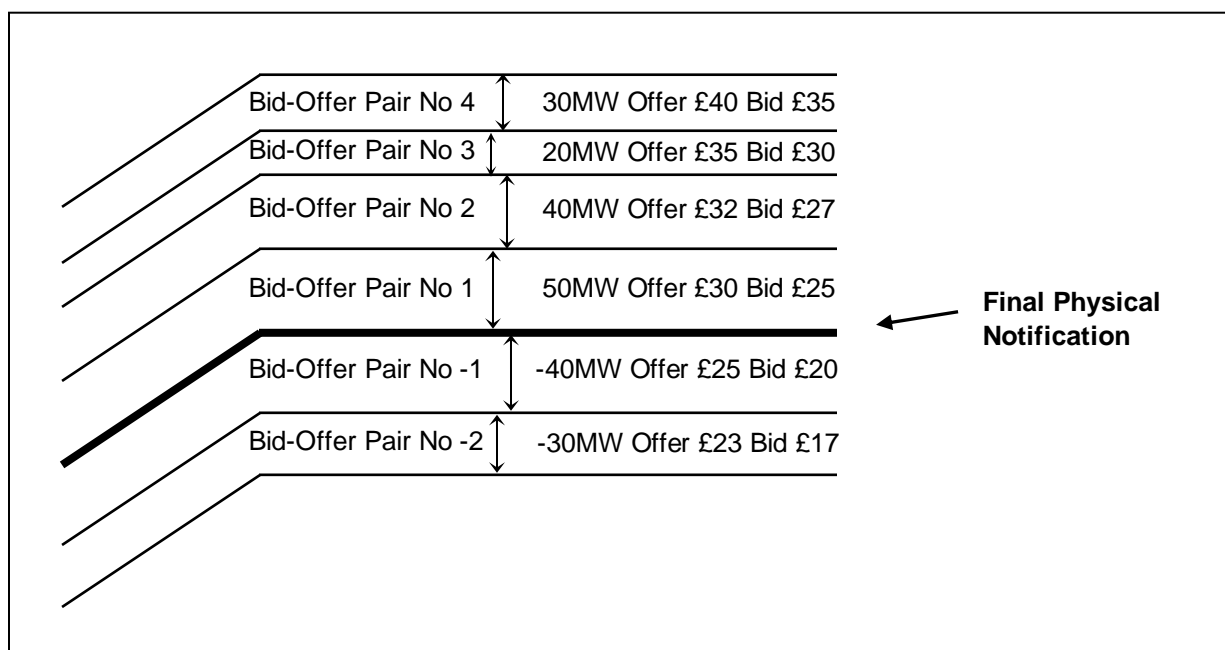 Bid-Offer Pair No 4 30MW Offer £40 Bid £35
Bid-Offer Pair No 3 20MW Offer £35 Bid £30
Bid-Offer Pair No 2 40MW Offer £32 Bid £27
Bid-Offer Pair No 1 50MW Offer £30 Bid £25
Final Physical
Notification
Bid-Offer Pair No -1 -40MW Offer £25 Bid £20
Bid-Offer Pair No -2 -30MW Offer £23 Bid £17